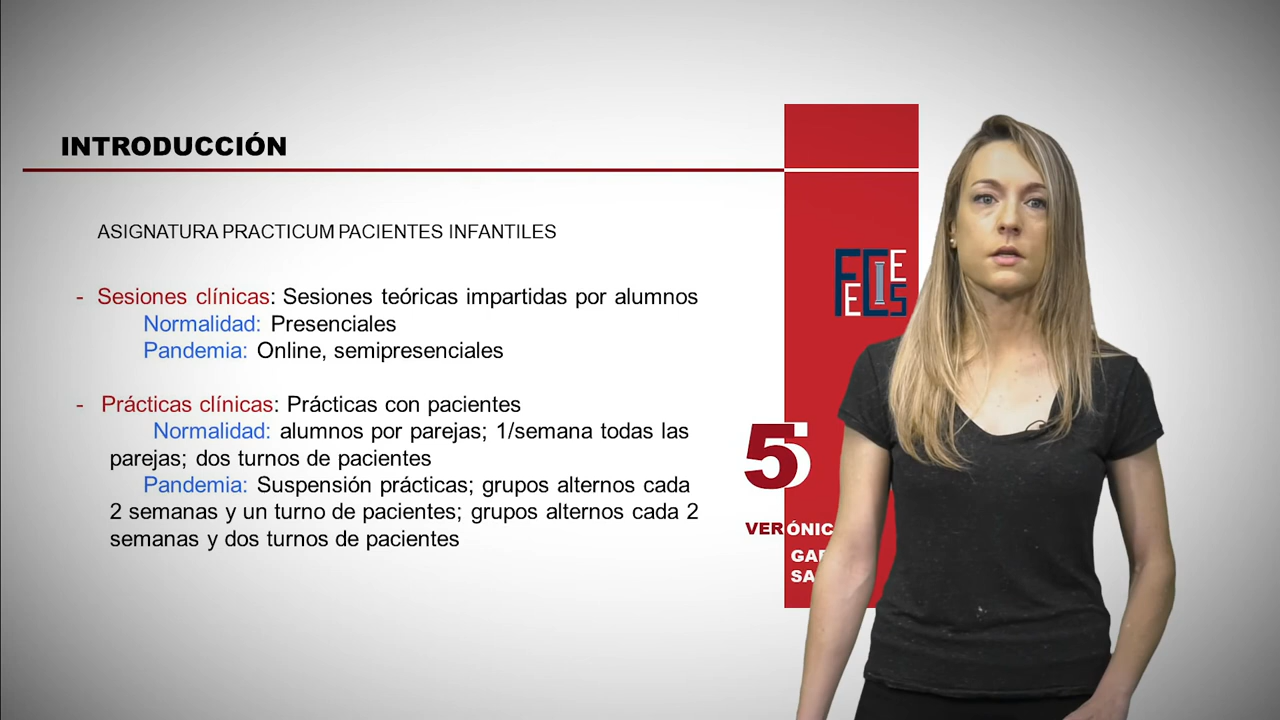 INTRODUCCIÓN
ASIGNATURA PRACTICUM PACIENTES INFANTILES
- Sesiones clínicas: Sesiones teóricas impartidas por alumnos
Normalidad: Presenciales
Pandemia: Online, semipresenciales
- Prácticas clínicas: Prácticas con pacientes
Normalidad: alumnos por parejas; 1/semana todas las
parejas; dos turnos de pacientes
Pandemia: Suspensión prácticas; grupos alternos cada
2 semanas y un turno de pacientes; grupos alternos cada 2
semanas y dos turnos de pacientes
FECIES
5